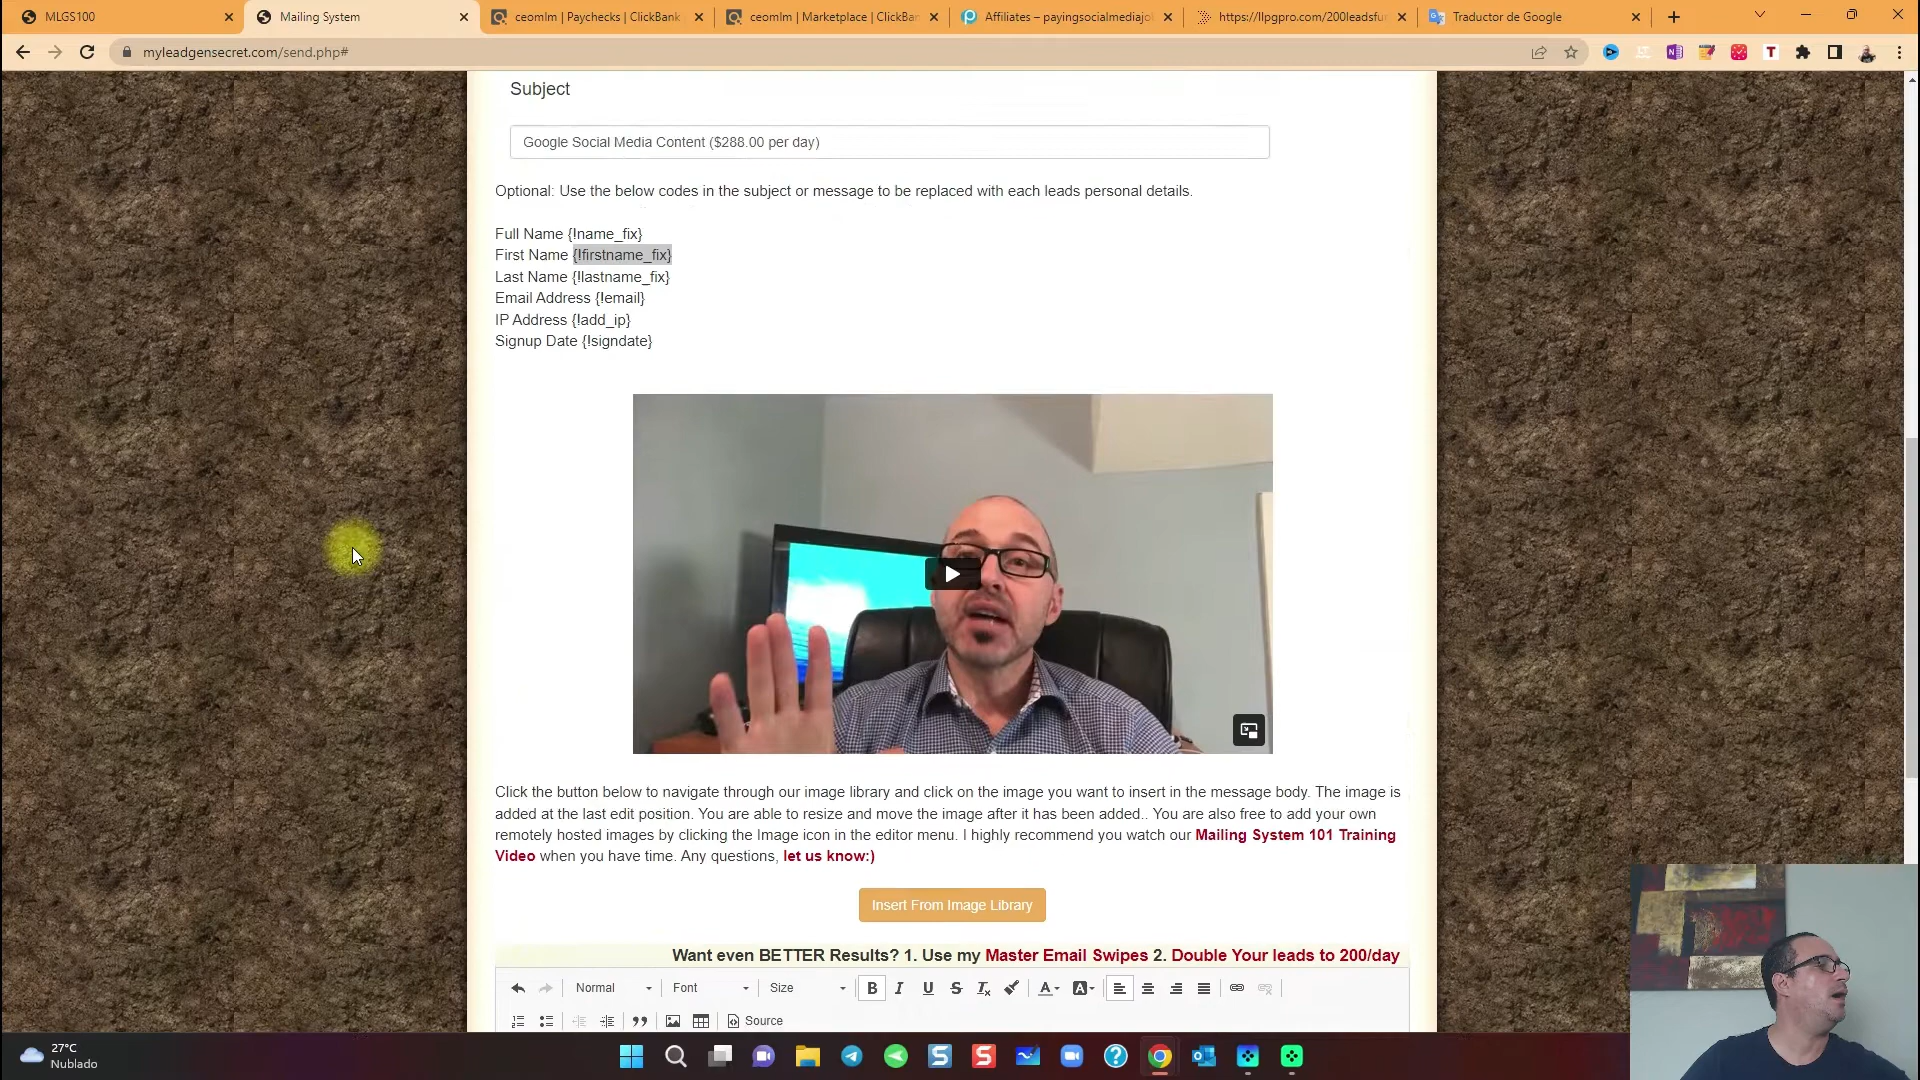 MLGS100
Mailing System
ceomlm | Paychecks | ClickBank
ceomlm | Marketplace | ClickBan
Affiliates – payingsocialmediajo
https://llpgpro.com/200leadsfu
Traductor de Google
myleadgensecret.com/send.php#
Subject
Google Social Media Content ($288.00 per day)
Optional: Use the below codes in the subject or message to be replaced with each leads personal details.
Full Name {!name_fix}
First Name {!firstname_fix}
Last Name {!lastname_fix}
Email Address {!email}
IP Address {!add_ip}
Signup Date {!signdate}
Click the button below to navigate through our image library and click on the image you want to insert in the message body. The image is
added at the last edit position. You are able to resize and move the image after it has been added.. You are also free to add your own
remotely hosted images by clicking the Image icon in the editor menu. I highly recommend you watch our Mailing System 101 Training
Video when you have time. Any questions, let us know:)
Insert From Image Library
Want even BETTER Results? 1. Use my Master Email Swipes 2. Double Your leads to 200/day
Normal Font Size
Source
27°C
Nublado